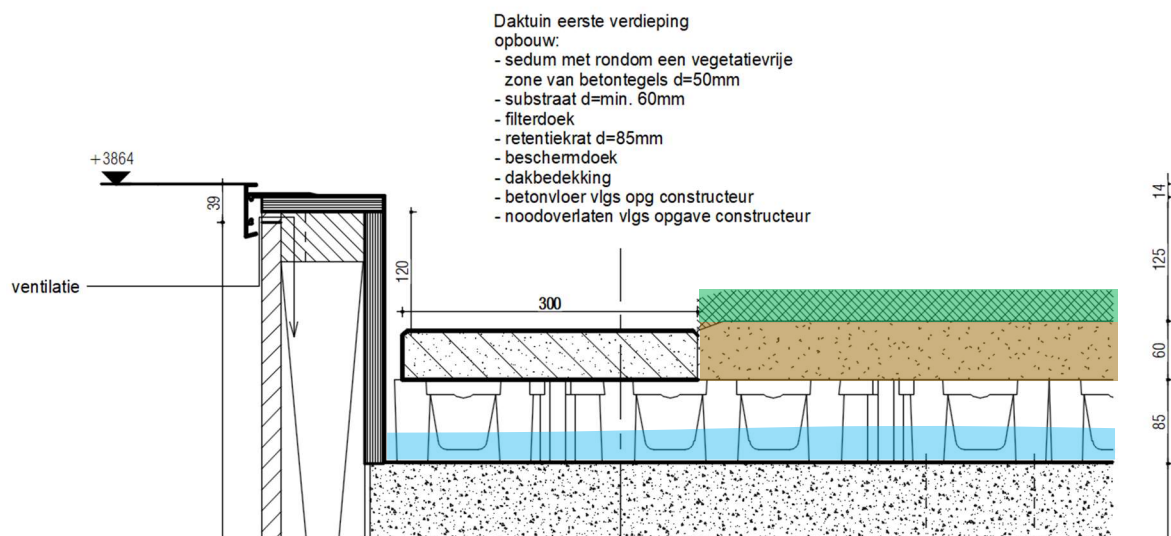 Daktuin eerste verdieping
opbouw:
- sedum met rondom een vegetatievrije
zone van betontegels d=50mm
- substraat d=min. 60mm
- filterdoek
- retentiekrat d=85mm
- beschermdoek
- dakbedekking
- betonvloer vlgs opg constructeur
- noodoverlaten vlgs opgave constructeur
+3864
39
14
125
120
ventilatie
300
60
85